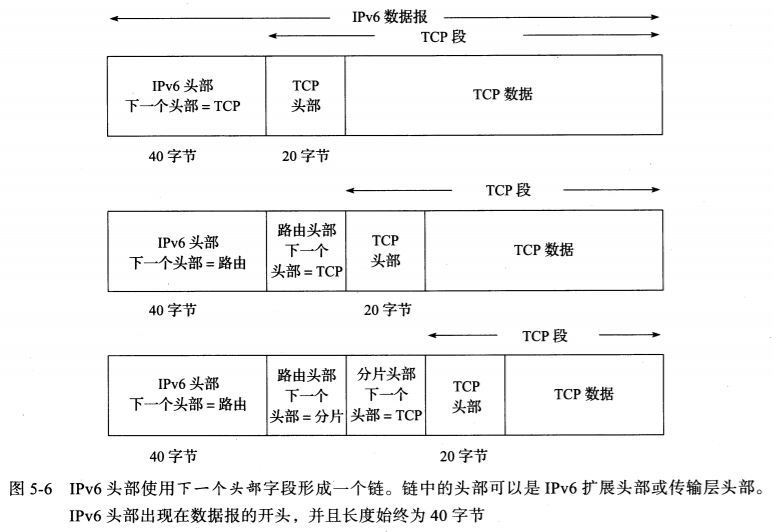 IPv6 数据报
TCP 段
IPv6 头部
下一个头部 = TCP
TCP
头部
TCP 数据
40 字节
20 字节
TCP 段
IPv6 头部
下一个头部 = 路由
路由头部
下一个
头部 = TCP
TCP
头部
TCP 数据
40 字节
20 字节
TCP 段
IPv6 头部
下一个头部 = 路由
路由头部
下一个
头部 = 分片
分片头部
下一个
头部 = TCP
TCP
头部
TCP 数据
40 字节
20 字节
图 5-6 IPv6 头部使用下一个头部字段形成一个链。链中的头部可以是 IPv6 扩展头部或传输层头部。
IPv6 头部出现在数据报的开头，并且长度始终为 40 字节